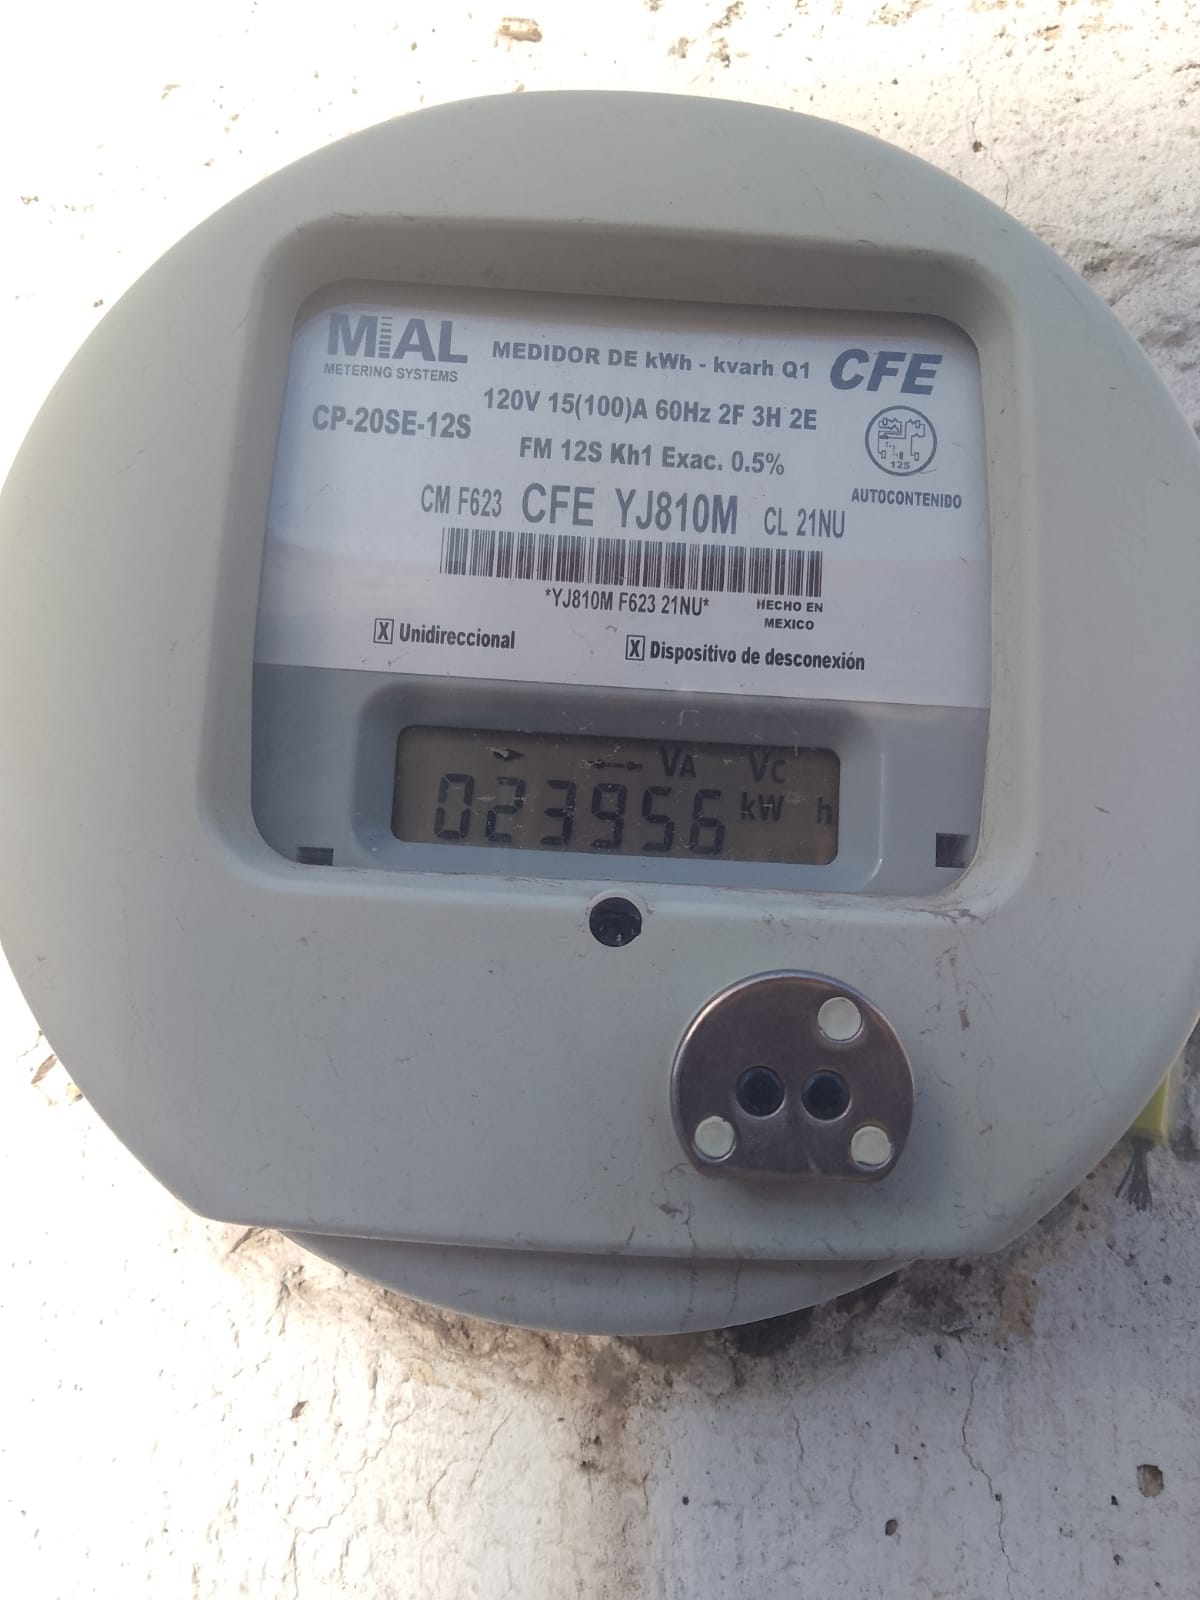 MIAL
METERING SYSTEMS
MEDIDOR DE kWh - kvarh Q1
CFE
CP-20SE-12S
120V 15(100)A 60Hz 2F 3H 2E
FM 12S Kh1 Exac. 0.5%
12S
AUTOCONTENIDO
CM F623 CFE YJ810M CL 21NU
*YJ810M F623 21NU*
HECHO EN
MEXICO
X Unidireccional
X Dispositivo de desconexión
VA VC
023956 kW h